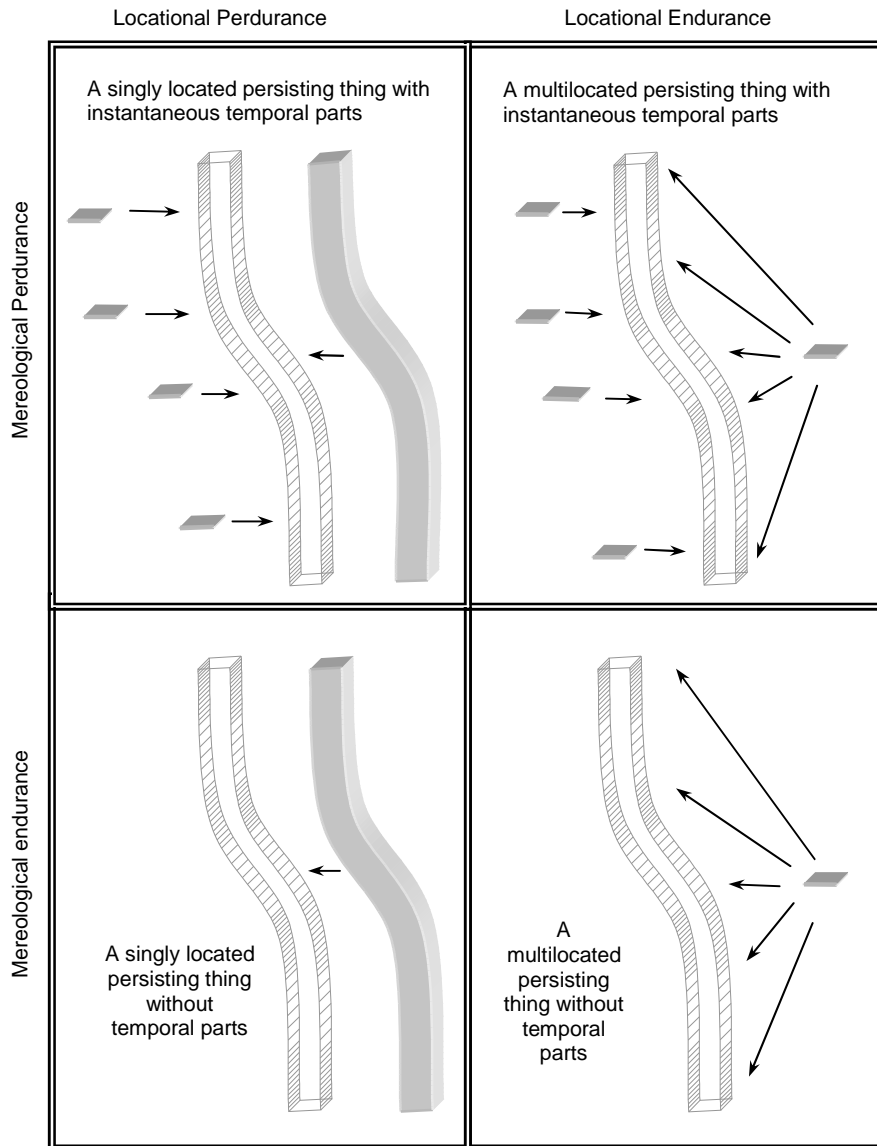 Locational Perdurance
Locational Endurance
Mereological Perdurance
A singly located persisting thing with
instantaneous temporal parts
A multilocated persisting thing with
instantaneous temporal parts
Mereological endurance
A singly located
persisting thing
without
temporal parts
A
multilocated
persisting
thing without
temporal
parts